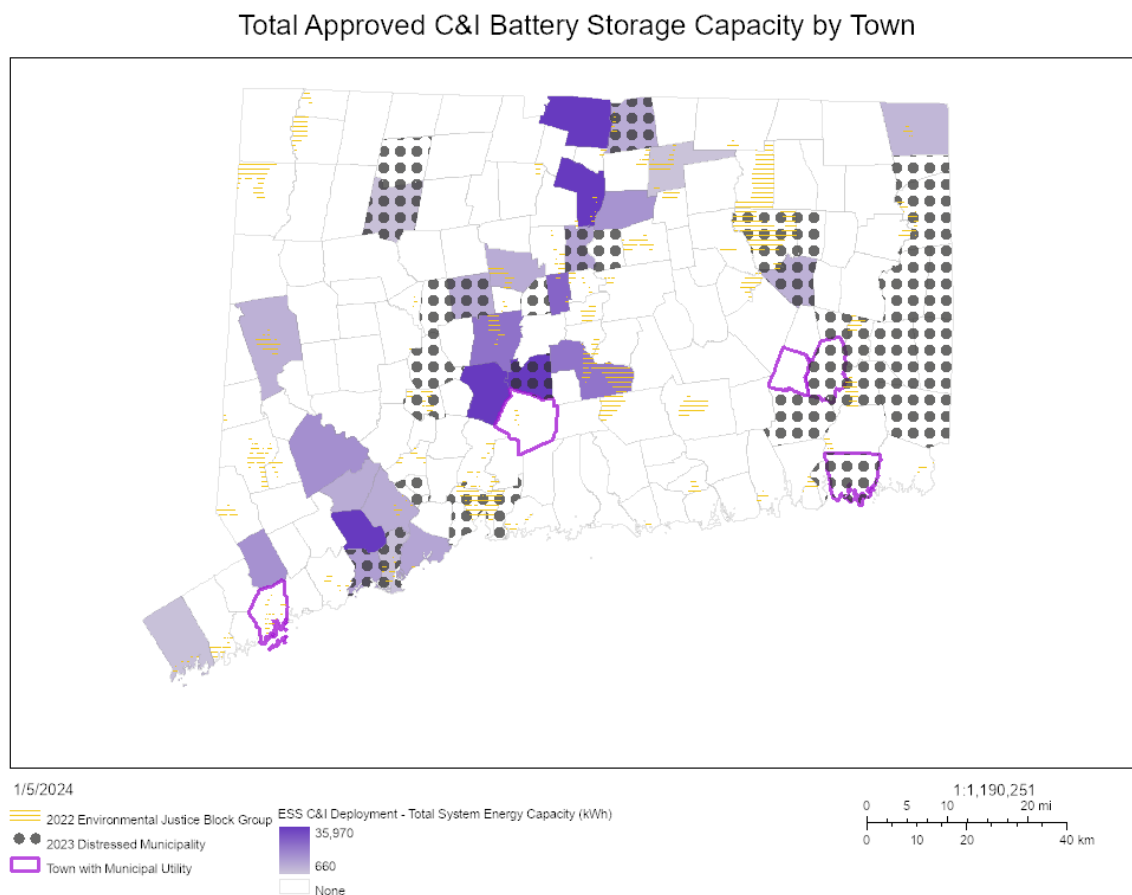 Total Approved C&I Battery Storage Capacity by Town
1/5/2024
2022 Environmental Justice Block Group
2023 Distressed Municipality
Town with Municipal Utility
ESS C&I Deployment - Total System Energy Capacity (kWh)
35,970
660
None
1:1,190,251
0 5 10 20 mi
0 10 20 40 km